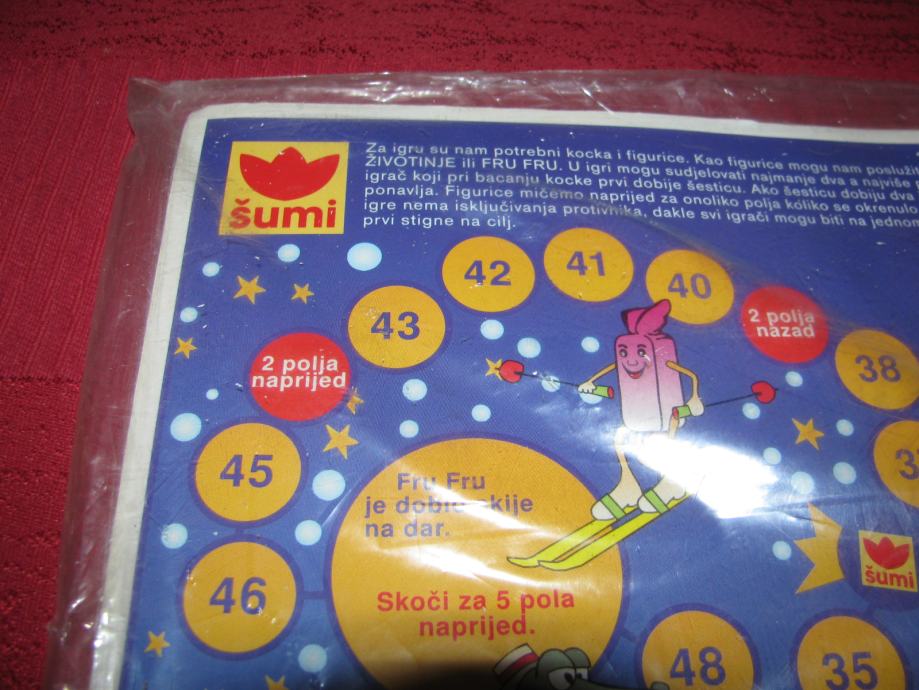 šumi
Za igru su nam potrebni kocka i figurice. Kao figurice mogu nam poslužit
ŽIVOTINJE ili FRU FRU. U igri mogu sudjelovati najmanje dva a najviše
igrač koji pri bacanju kocke prvi dobije šesticu. Ako šesticu dobiju dva
ponavlja. Figurice mičemo naprijed za onoliko polja koliko se okrenulo
igre nema isključivanja protivnika, dakle svi igrači mogu biti na jednom
prvi stigne na cilj.
42
41
40
43
2 polja
nazad
2 polja
naprijed
38
45
Fru Fru
je dobio skije
na dar.
46
Skoči za 5 pola
naprijed.
šumi
48
35